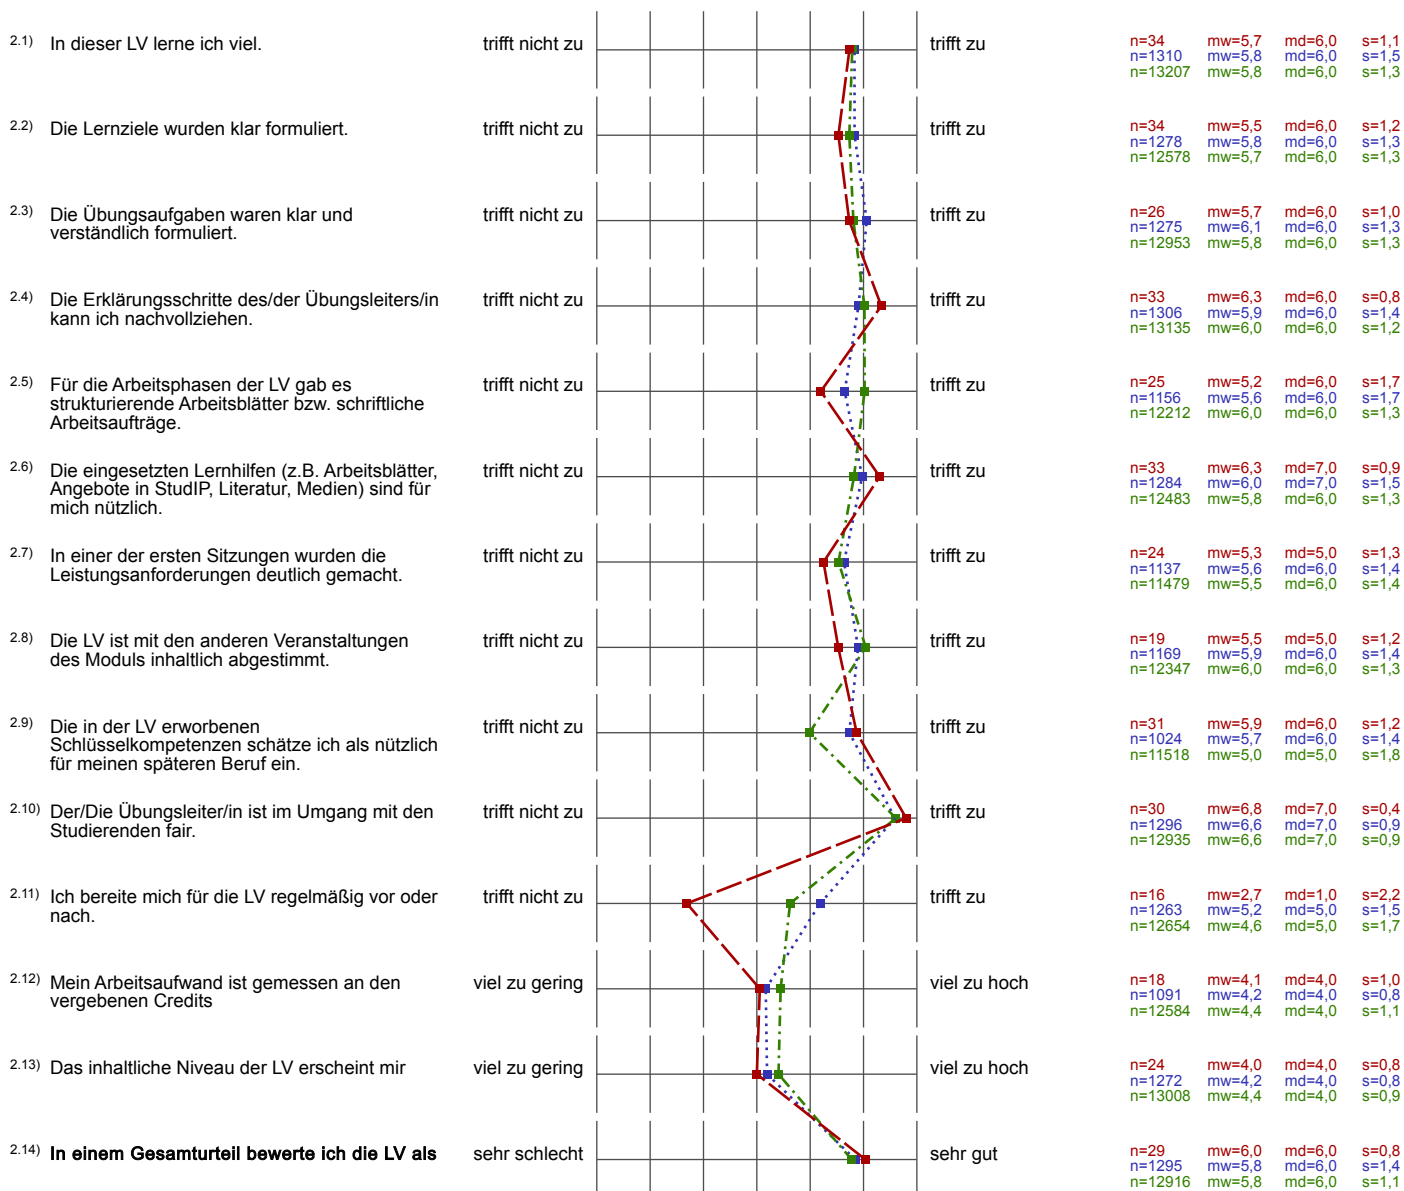 2.1) In dieser LV lerne ich viel. trifft nicht zu trifft zu n=34 mw=5,7 md=6,0 s=1,1
n=1310 mw=5,8 md=6,0 s=1,5
n=13207 mw=5,8 md=6,0 s=1,3
2.2) Die Lernziele wurden klar formuliert. trifft nicht zu trifft zu n=34 mw=5,5 md=6,0 s=1,2
n=1278 mw=5,8 md=6,0 s=1,3
n=12578 mw=5,7 md=6,0 s=1,3
2.3) Die Übungsaufgaben waren klar und trifft nicht zu trifft zu n=26 mw=5,7 md=6,0 s=1,0
verständlich formuliert. n=1275 mw=6,1 md=6,0 s=1,3
n=12953 mw=5,8 md=6,0 s=1,3
2.4) Die Erklärungsschritte des/der Übungsleiters/in trifft nicht zu trifft zu n=33 mw=6,3 md=6,0 s=0,8
kann ich nachvollziehen. n=1306 mw=5,9 md=6,0 s=1,4
n=13135 mw=6,0 md=6,0 s=1,2
2.5) Für die Arbeitsphasen der LV gab es trifft nicht zu trifft zu n=25 mw=5,2 md=6,0 s=1,7
strukturierende Arbeitsblätter bzw. schriftliche n=1156 mw=5,6 md=6,0 s=1,7
Arbeitsaufträge. n=12212 mw=6,0 md=6,0 s=1,3
2.6) Die eingesetzten Lernhilfen (z.B. Arbeitsblätter, trifft nicht zu trifft zu n=33 mw=6,3 md=7,0 s=0,9
Angebote in StudIP, Literatur, Medien) sind für n=1284 mw=6,0 md=7,0 s=1,5
mich nützlich. n=12483 mw=5,8 md=6,0 s=1,3
2.7) In einer der ersten Sitzungen wurden die trifft nicht zu trifft zu n=24 mw=5,3 md=5,0 s=1,3
Leistungsanforderungen deutlich gemacht. n=1137 mw=5,6 md=6,0 s=1,4
n=11479 mw=5,5 md=6,0 s=1,4
2.8) Die LV ist mit den anderen Veranstaltungen trifft nicht zu trifft zu n=19 mw=5,5 md=5,0 s=1,2
des Moduls inhaltlich abgestimmt. n=1169 mw=5,9 md=6,0 s=1,4
n=12347 mw=6,0 md=6,0 s=1,3
2.9) Die in der LV erworbenen trifft nicht zu trifft zu n=31 mw=5,9 md=6,0 s=1,2
Schlüsselkompetenzen schätze ich als nützlich n=1024 mw=5,7 md=6,0 s=1,4
für meinen späteren Beruf ein. n=11518 mw=5,0 md=5,0 s=1,8
2.10) Der/Die Übungsleiter/in ist im Umgang mit den trifft nicht zu trifft zu n=30 mw=6,8 md=7,0 s=0,4
Studierenden fair. n=1296 mw=6,6 md=7,0 s=0,9
n=12935 mw=6,6 md=7,0 s=0,9
2.11) Ich bereite mich für die LV regelmäßig vor oder trifft nicht zu trifft zu n=16 mw=2,7 md=1,0 s=2,2
nach. n=1263 mw=5,2 md=5,0 s=1,5
n=12654 mw=4,6 md=5,0 s=1,7
2.12) Mein Arbeitsaufwand ist gemessen an den viel zu gering viel zu hoch n=18 mw=4,1 md=4,0 s=1,0
vergebenen Credits n=1091 mw=4,2 md=4,0 s=0,8
n=12584 mw=4,4 md=4,0 s=1,1
2.13) Das inhaltliche Niveau der LV erscheint mir viel zu gering viel zu hoch n=24 mw=4,0 md=4,0 s=0,8
n=1272 mw=4,2 md=4,0 s=0,8
n=13008 mw=4,4 md=4,0 s=0,9
2.14) In einem Gesamturteil bewerte ich die LV als sehr schlecht sehr gut n=29 mw=6,0 md=6,0 s=0,8
n=1295 mw=5,8 md=6,0 s=1,4
n=12916 mw=5,8 md=6,0 s=1,1